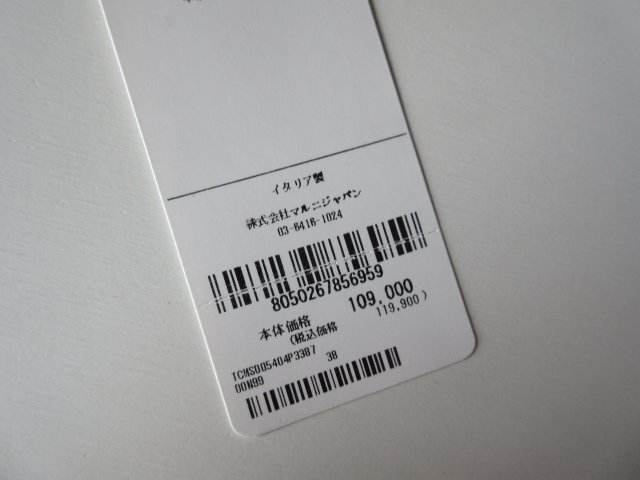 イタリア製
株式会社マルニジャパン
03-6416-1024
8050267856959
本体価格 109,000
(税込価格 119,900)
TCMS005404P3307 38
00N99